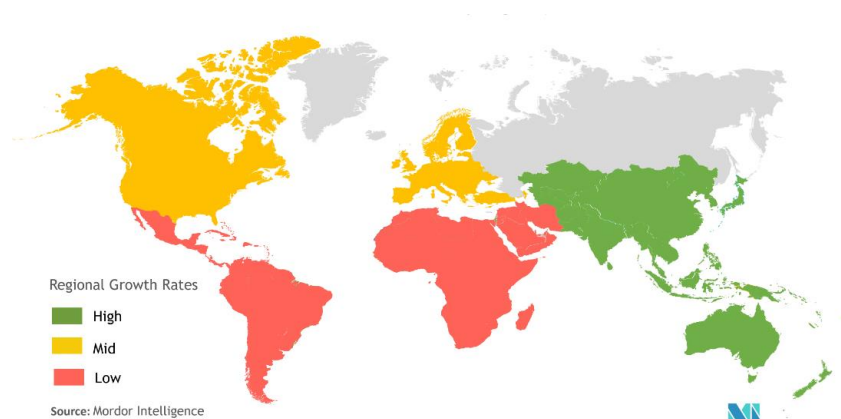 Regional Growth Rates
High
Mid
Low
Source: Mordor Intelligence